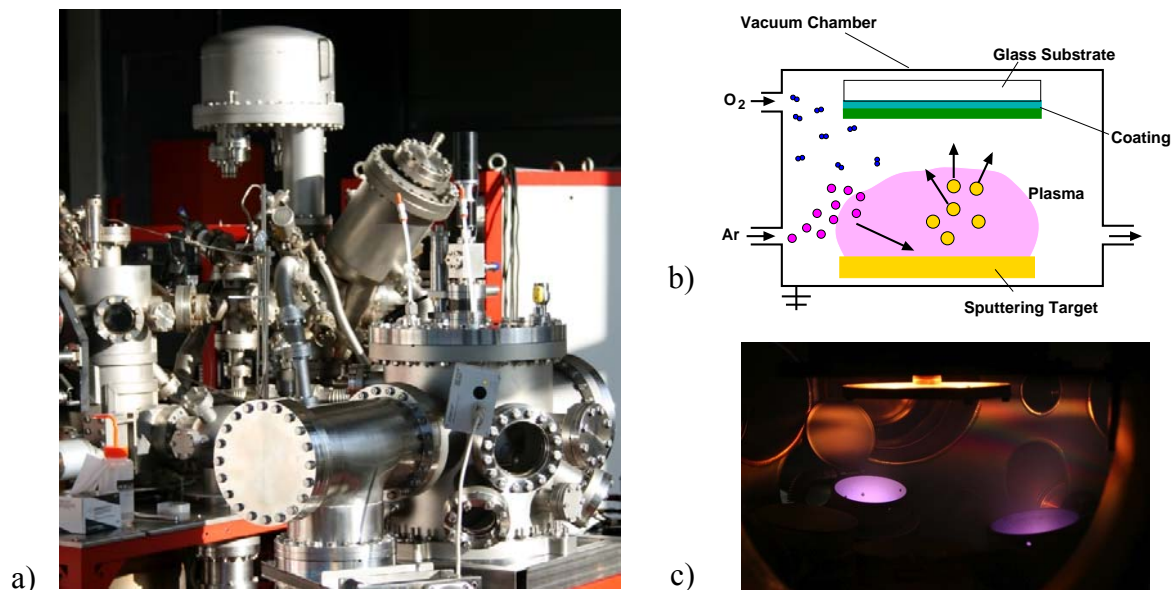 a)
Vacuum Chamber
Glass Substrate
O₂
Coating
Plasma
Ar
b)
Sputtering Target
c)